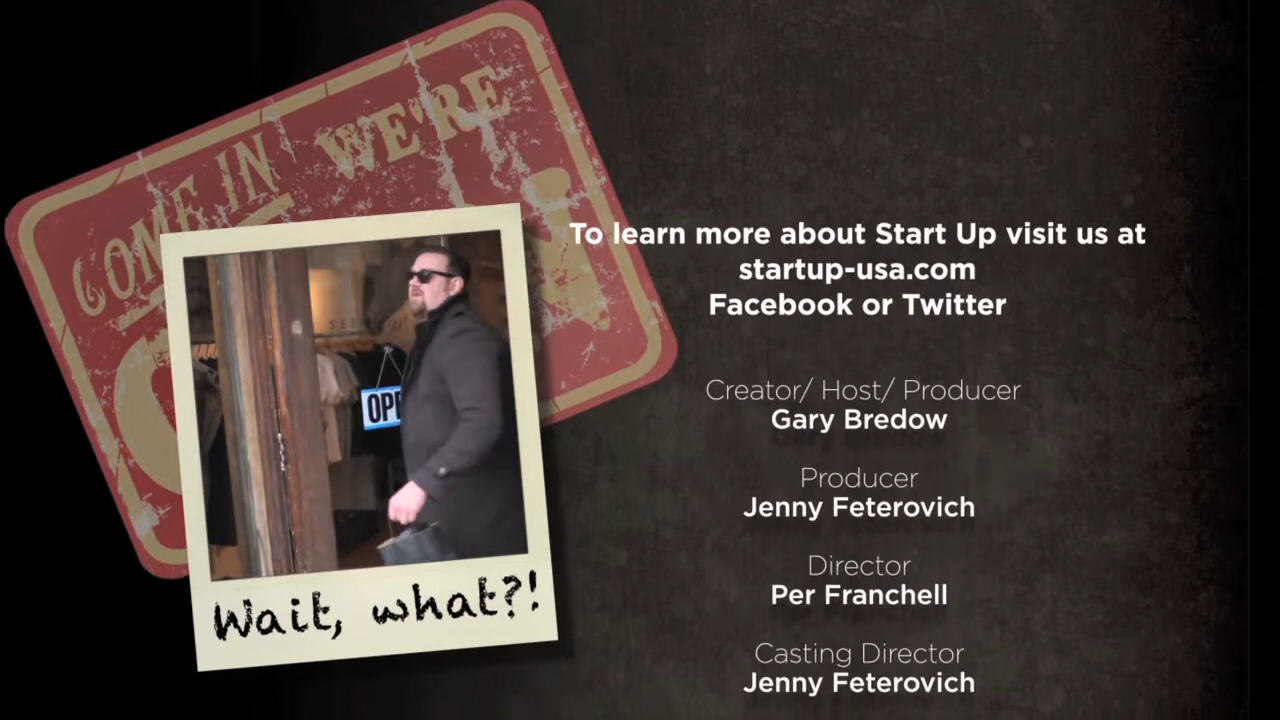 COME IN WE'RE
OPE
Wait, what?!
To learn more about Start Up visit us at
startup-usa.com
Facebook or Twitter
Creator/ Host/ Producer
Gary Bredow
Producer
Jenny Feterovich
Director
Per Franchell
Casting Director
Jenny Feterovich